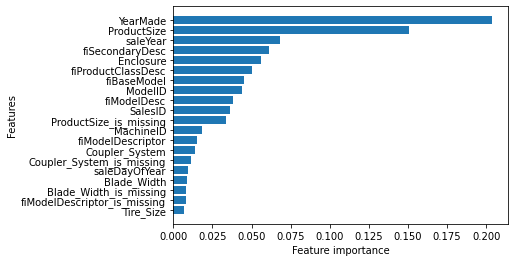 YearMade
ProductSize
saleYear
fiSecondaryDesc
Enclosure
fiProductClassDesc
fiBaseModel
ModelID
fiModelDesc
SalesID
ProductSize_is_missing
MachineID
fiModelDescriptor
Coupler_System
Coupler_System_is_missing
saleDayOfYear
Blade_Width
Blade_Width_is_missing
fiModelDescriptor_is_missing
Tire_Size
Features
0.000 0.025 0.050 0.075 0.100 0.125 0.150 0.175 0.200
Feature importance